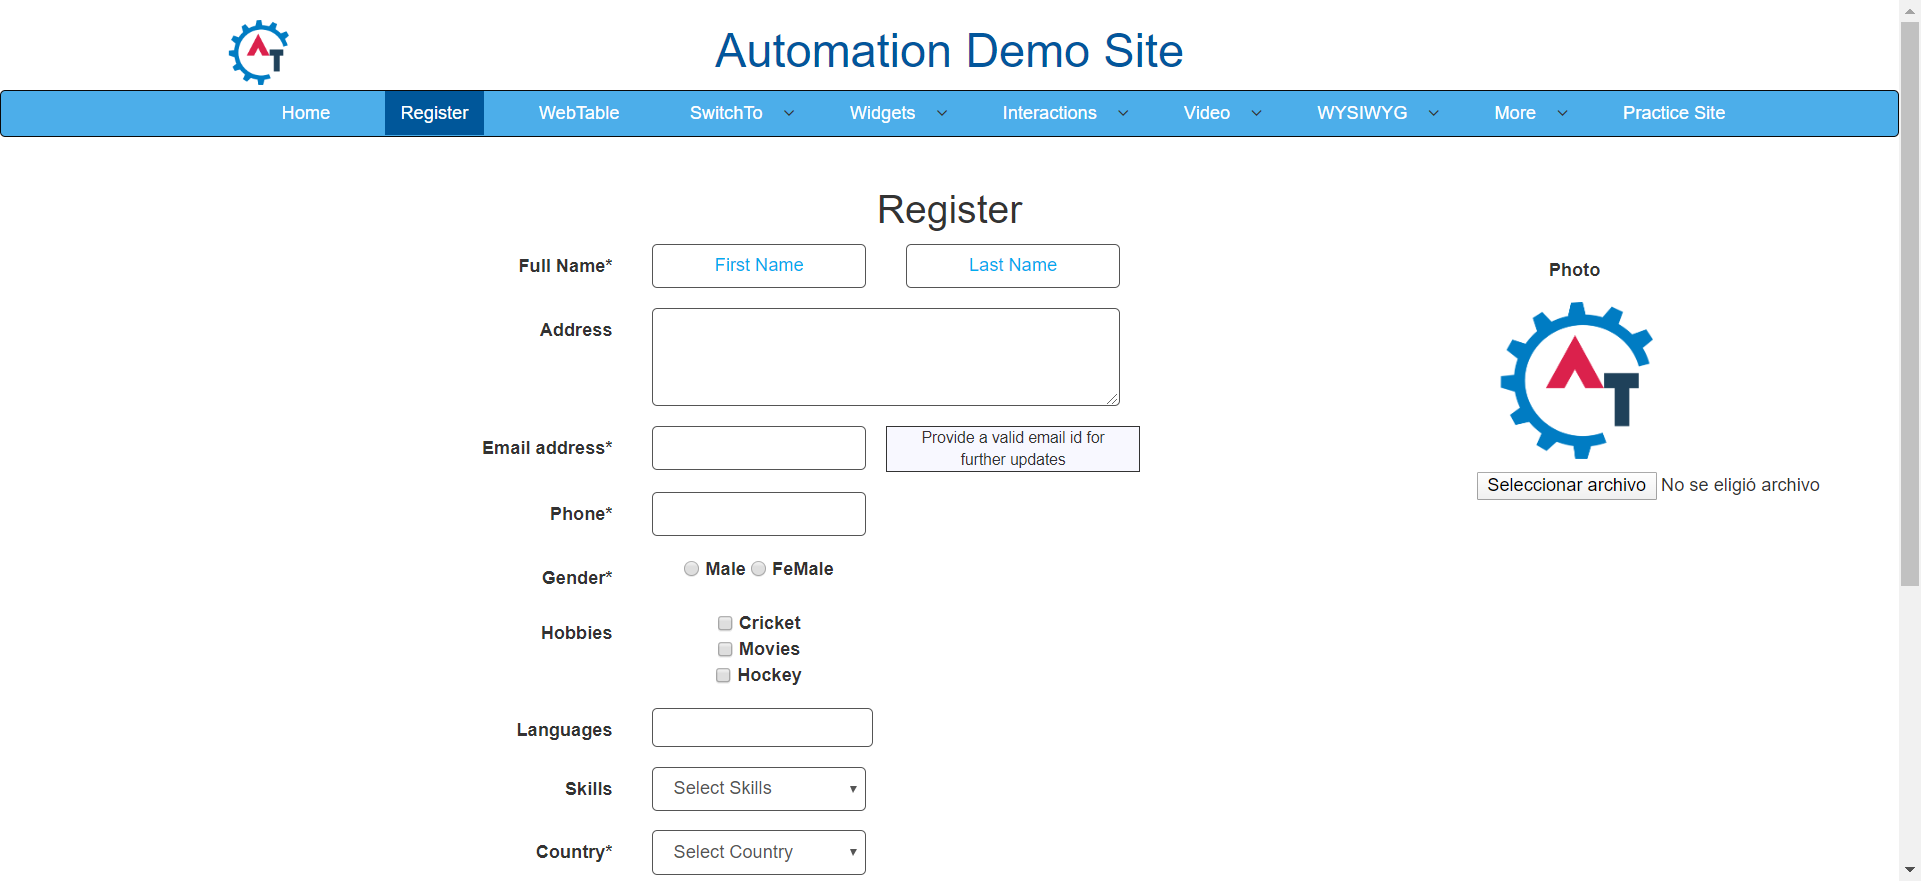 Automation Demo Site
Home Register WebTable SwitchTo Widgets Interactions Video WYSIWYG More Practice Site
Register
Full Name* First Name Last Name
Photo
Address
Email address* Provide a valid email id for
further updates
Seleccionar archivo No se eligió archivo
Phone*
Gender* Male FeMale
Hobbies Cricket
Movies
Hockey
Languages
Skills Select Skills
Country* Select Country